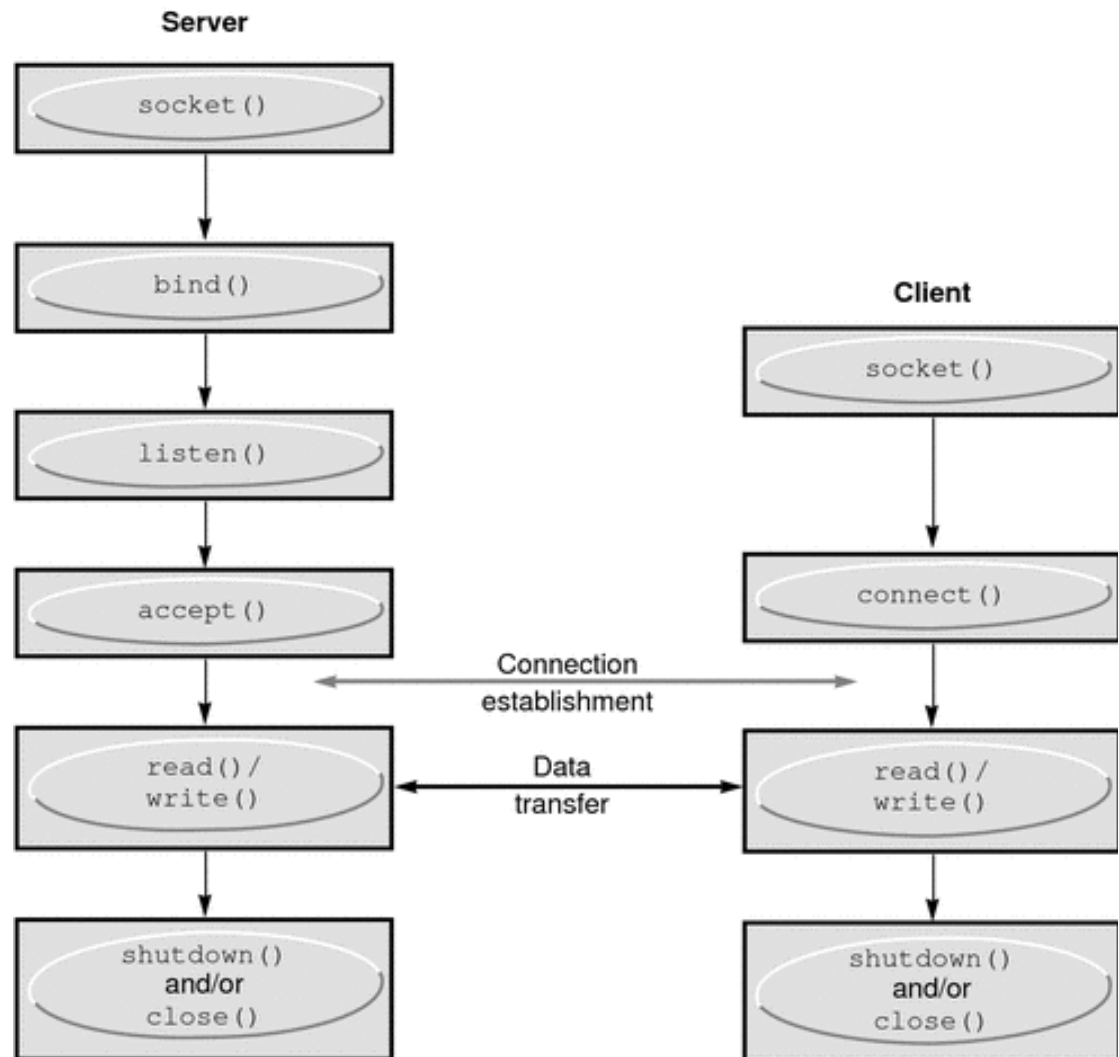 Server
socket()
bind()
listen()
accept()
read()/
write()
shutdown()
and/or
close()
Connection
establishment
Data
transfer
Client
socket()
connect()
read()/
write()
shutdown()
and/or
close()